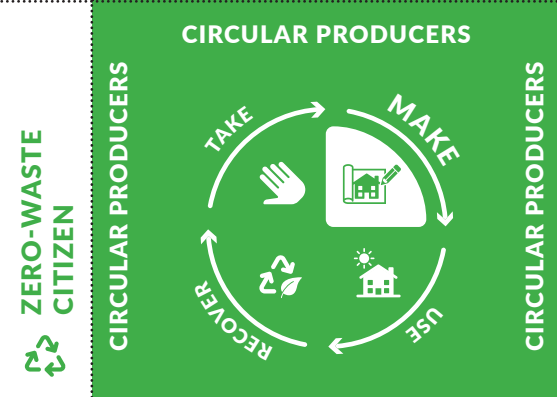 CIRCULAR PRODUCERS
ZERO-WASTE
CITIZEN
CIRCULAR PRODUCERS
TAKE
MAKE
USE
RECOVER
CIRCULAR PRODUCERS